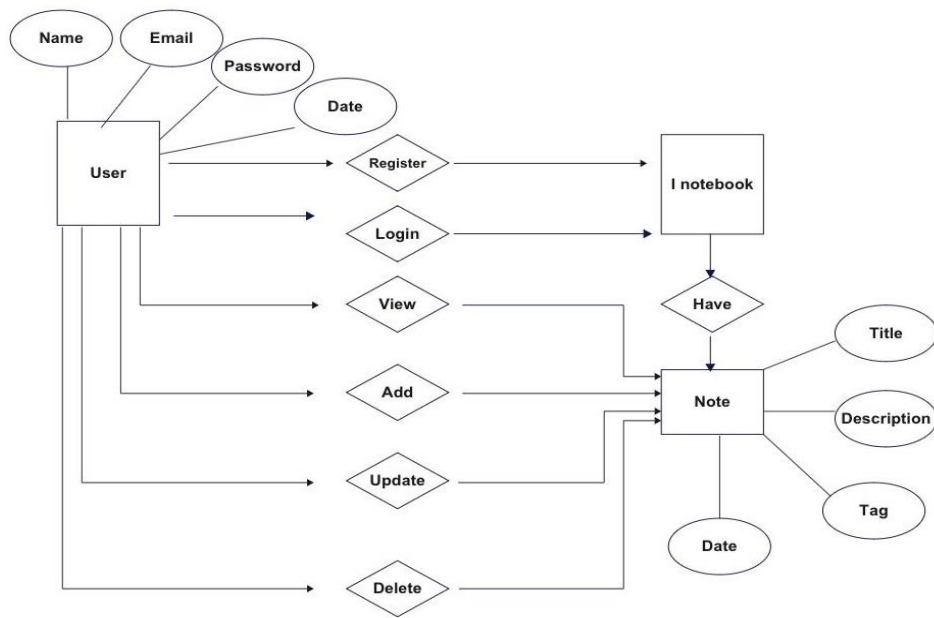 Name
Email
Password
Date
User
Register
I notebook
Login
View
Have
Title
Add
Note
Description
Update
Tag
Date
Delete